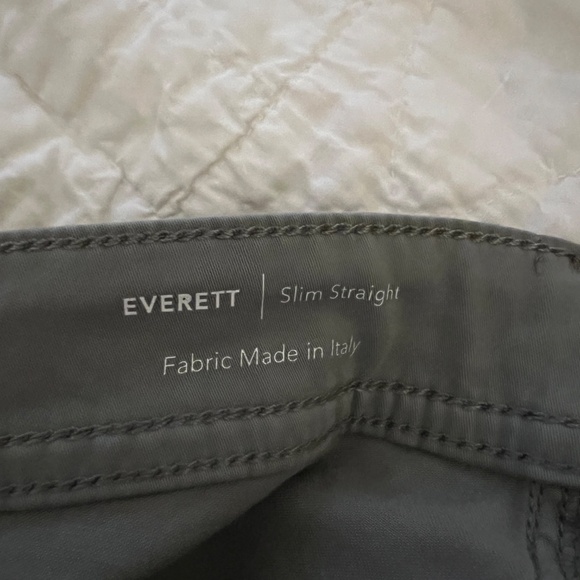 EVERETT | Slim Straight
Fabric Made in Italy